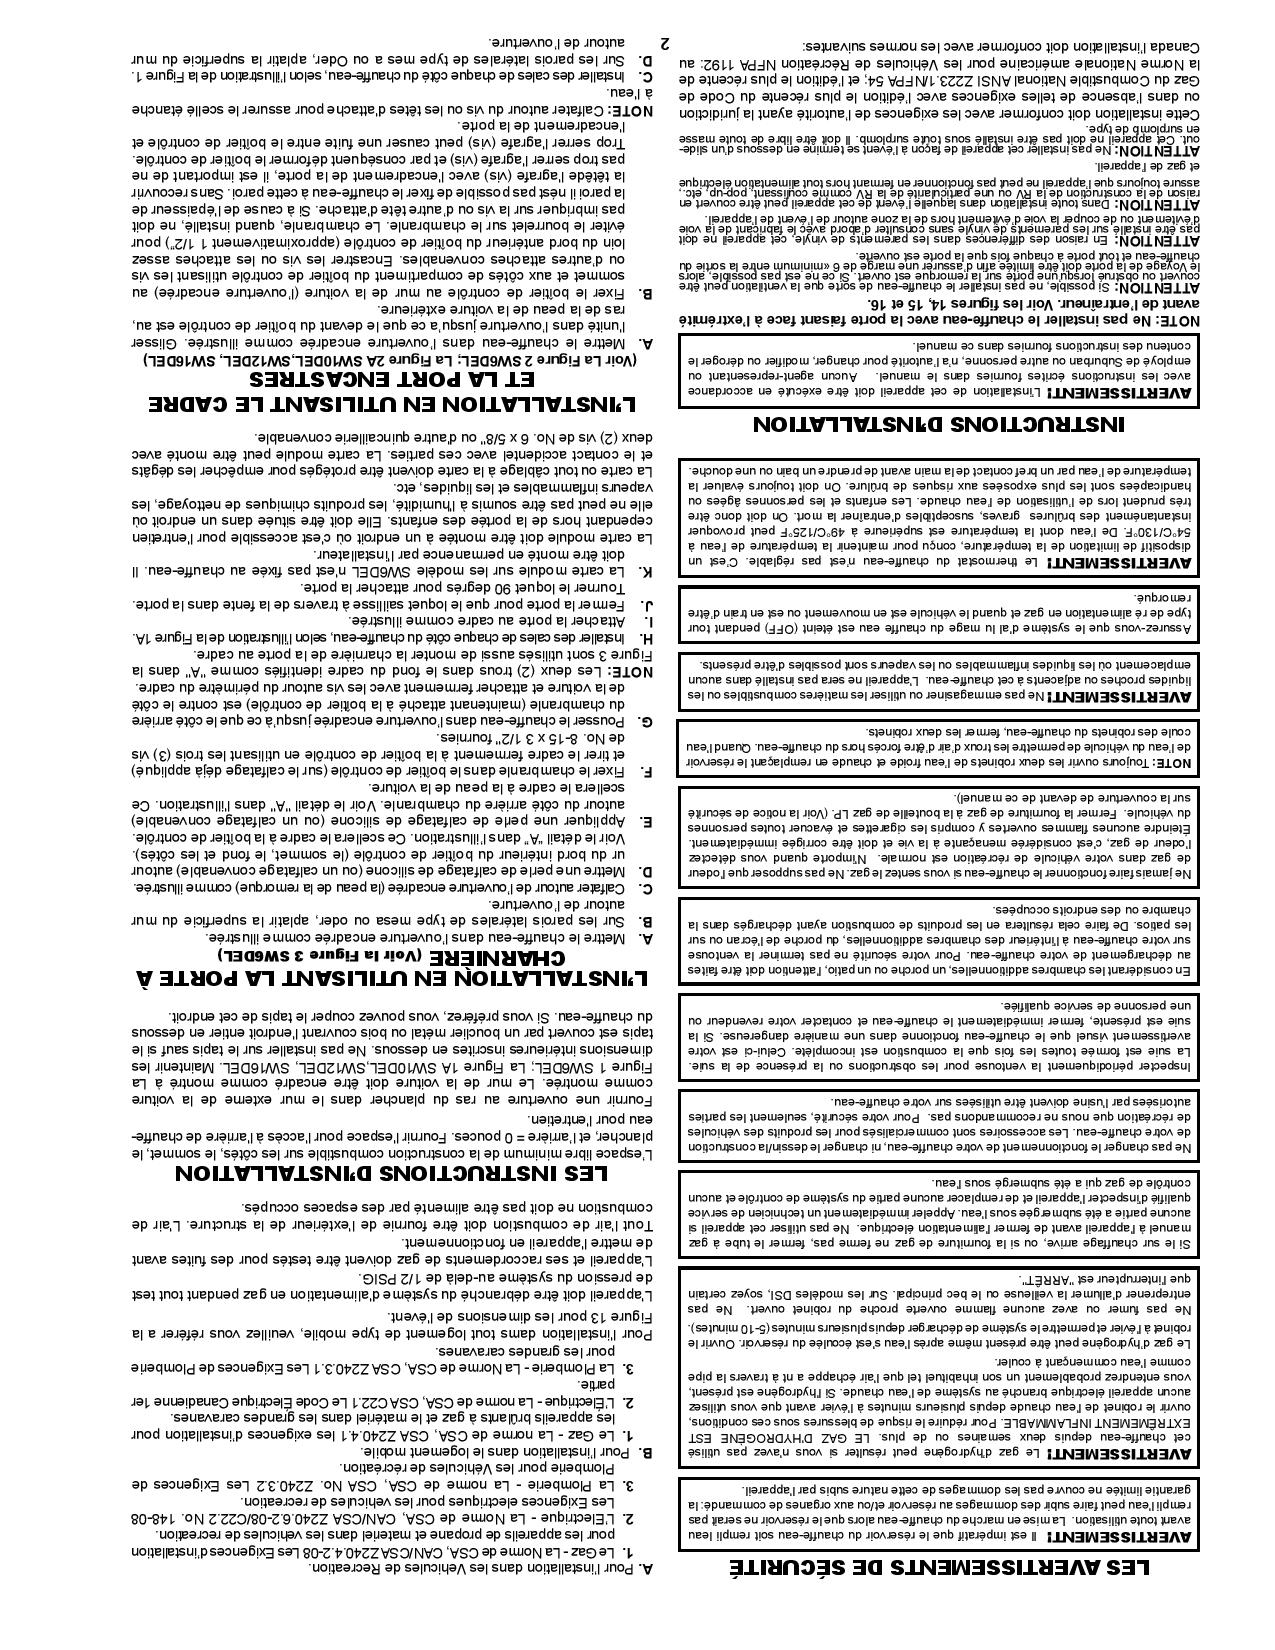 LES AVERTISSEMENTS DE SÉCURITÉ
AVERTISSEMENT! Il est impératif que le réservoir du chauffe-eau soit rempli leau
avant toute utilisation. La mise en marche du chauffe-eau alors que le réservoir ne serait pas
rempli l'eau peut faire subir des dommages au réservoir et/ou aux organes de commandé: la
garantie limitée ne couvre pas les dommages de cette nature subis par l'appareil.
AVERTISSEMENT! Le gaz d'hydrogène peut résulter si vous n'avez pas utilisé
cet chauffe-eau depuis deux semaines ou de plus. LE GAZ D'HYDROGÈNE EST
EXTRÊMEMENT INFLAMMABLE. Pour réduire le risque de blessures sous ces conditions,
ouvrir le robinet de l'eau chaude depuis plusieurs minutes à l'évier avant que vous utilisez
aucun appareil électrique branché au système de l'eau chaude. Si l'hydrogène est présent,
vous entendrez probablement un son inhabituel tel que l'air échappe a nt à travers la pipe
comme l'eau commençant à couler.
Le gaz d'hydrogène peut être présent même après l'eau s'est écoulée du réservoir. Ouvrir le
robinet à l'évier et permettre le système de décharger depuis plusieurs minutes (5-10 minutes).
Ne pas fumer ou avez aucune flamme ouverte proche du robinet ouvert. Ne pas
entreprener d'allumer la veilleuse ou le bec principal. Sur les modèles DSI, soyez certain
que l'interrupteur est "ARRÊT".
Si le sur chauffage arrive, ou si la fourniture de gaz ne ferme pas, fermer le tube à gaz
manuel à l'appareil avant de fermer l'alimentation électrique. Ne pas utiliser cet appareil si
aucune partie a été submergée sous l'eau. Appeler immédiatement un technicien de service
qualifié d'inspecter l'appareil et de remplacer aucune partie du système de contrôle et aucun
contrôle de gaz qui a été submergé sous l'eau.
Ne pas changer le fonctionnement de votre chauffe-eau, ni changer le dessin/la construction
de votre chauffe-eau. Les accessoires sont commercialisés pour les produits des véhicules
de récréation que nous ne recommandons pas. Pour votre sécurité, seulement les parties
autorisées par l'usine doivent être utilisées sur votre chauffe-eau.
Inspecter périodiquement la ventouse pour les obstructions ou la présence de la suie.
La suie est formée toutes les fois que la combustion est incomplète. Celui-ci est votre
avertissement visuel que le chauffe-eau fonctionne dans une manière dangereuse. Si la
suie est présente, fermer immédiatement le chauffe-eau et contacter votre revendeur ou
une personne de service qualifiée.
En considérant les chambres additionnelles, un porche ou un patio, l'attention doit être faites
au déchargement de votre chauffe-eau. Pour votre sécurité ne pas terminer la ventouse
sur votre chauffe-eau à l'intérieur des chambres additionnelles, du porche de l'écran ou sur
les patios. De faire cela résultera en les produits de combustion ayant déchargés dans la
chambre ou des endroits occupées.
Ne jamais faire fonctionner le chauffe-eau si vous sentez le gaz. Ne pas supposer que l'odeur
de gaz dans votre véhicule de récréation est normale. N'importe quand vous détectez
l'odeur de gaz, c'est considérée menaçante à la vie et doit être corrigée immédiatement.
Éteindre aucunes flammes ouvertes y compris les cigarettes et évacuer toutes personnes
du véhicule. Fermer la fourniture de gaz à la bouteille de gaz LP. (Voir la notice de sécurité
sur la couverture de devant de ce manuel).
NOTE: Toujours ouvrir les deux robinets de l'eau froide et chaude en remplaçant le réservoir
de l'eau du véhicule de permettre les troux d'air d'être forcés hors du chauffe-eau. Quand l'eau
coule des robinets du chauffe-eau, fermer les deux robinets.
AVERTISSEMENT! Ne pas emmagasiner ou utiliser les matières combustibles ou les
liquides proches ou adjacents à cet chauffe-eau. L'appareil ne sera pas installé dans aucun
emplacement où les liquides inflammables ou les vapeurs sont possibles d'être présents.
Assurez-vous que le système d'al lu mage du chauffe eau est éteint (OFF) pendant tour
type de ré alimentation en gaz et quand le véhicule est en mouvement ou est en train d'être
remorqué.
AVERTISSEMENT! Le thermostat du chauffe-eau n'est pas réglable. C'est un
dispositif de limitation de la température, conçu pour maintenir la température de l'eau à
54°C/130°F. De l'eau dont la température est supérieure à 49°C/125°F peut provoquer
instantanément des brûlures graves, susceptibles d'entraîner la mort. On doit donc être
très prudent lors de l'utilisation de l'eau chaude. Les enfants et les personnes âgées ou
handicapées sont les plus exposées aux risques de brûlure. On doit toujours évaluer la
température de l'eau par un bref contact de la main avant de prendre un bain ou une douche.
INSTRUCTIONS D'INSTALLATION
AVERTISSEMENT! L'installation de cet appareil doit être exécuté en accordance
avec les instructions écrites fournies dans le manuel. Aucun agent-representant ou
employe de Suburban ou autre personne, n'a l'autorité pour changer, modifier ou déroger le
contenu des instructions fournies dans ce manuel.
NOTE: Ne pas installer le chauffe-eau avec la porte faisant face à l'extrémité
avant de l'entraîneur. Voir les figures 14, 15 et 16.
ATTENTION: Si possible, ne pas installer le chauffe-eau de sorte que la ventilation peut être
couvert ou obstrué lorsqu'une porte sur la remorque est ouvert. Si ce ne est pas possible, alors
le Voyage de la porte doit être limitée afin d'assurer une marge de 6 «minimum entre la sortie du
chauffe-eau et tout porte à chaque fois que la porte est ouverte.
ATTENTION: En raison des différences dans les parements de vinyle, cet appareil ne doit
pas être installé sur les parements de vinyle sans consulter d'abord avec le fabricant de la voie
d'évitement ou de couper la voie d'évitement hors de la zone autour de l'évent de l'appareil.
ATTENTION: Dans toute installation dans laquelle l'évent de cet appareil peut être couvert en
raison de la construction de la RV ou une particularité de la RV comme coulissant, pop-up, etc.,
assure toujours que l'appareil ne peut pas fonctionner en fermant hors tout alimentation électrique
et gaz de l'appareil.
ATTENTION: Ne pas installer cet appareil de façon à l'évent se termine en dessous d'un slide-
out. Cet appareil ne doit pas être installé sous toute surplomb. Il doit être libre de toute masse
en surplomb de type.
Cette installation doit conformer avec les exigences de l'autorité ayant la juridiction
ou dans l'absence de telles exigences avec l'édition le plus récente du Code de
Gaz du Combustible National ANSI Z223.1/NFPA 54; et l'édition le plus récente de
la Norme Nationale américaine pour les Véhicules de Récréation NFPA 1192: au
Canada l'installation doit conformer avec les normes suivantes:
A. Pour l'installation dans les Véhicules de Recreation.
1. Le Gaz - La Norme de CSA, CAN/CSA Z240.4.2-08 Les Exigences d'installation
pour les appareils de propane et materiel dans les vehicules de recreation.
2. L'Electrique - La Norme de CSA, CAN/CSA Z240.6.2-08/C22.2 No. 148-08
Les Exigences electriques pour les vehicules de recreation.
3. La Plomberie - La norme de CSA, CSA No. Z240.3.2 Les Exigences de
Plomberie pour les Véhicules de récréation.
B. Pour l'installation dans le logement mobile.
1. Le Gaz - La norme de CSA, CSA Z240.4.1 les exigences d'installation pour
les appareils brûlants à gaz et le matériel dans les grandes caravanes.
2. L'Électrique - La norme de CSA, CSA C22.1 Le Code Électrique Canadienne 1er
partie.
3. La Plomberie - La Norme de CSA, CSA Z240.3.1 Les Exigences de Plomberie
pour les grandes caravanes.
Pour l'installation dans tout logement de type mobile, veuillez vous référer a la
Figure 13 pour les dimensions de l'évent.
L'appareil doit être débranché du système d'alimentation en gaz pendant tout test
de pression du système au-delà de 1/2 PSIG.
L'appareil et ses raccordements de gaz doivent être testés pour des fuites avant
de mettre l'appareil en fonctionnement.
Tout l'air de combustion doit être fournie de l'extérieur de la structure. L'air de
combustion ne doit pas être alimenté par des espaces occupés.
LES INSTRUCTIONS D'INSTALLATION
L'espace libre minimum de la construction combustible sur les côtés, le sommet, le
plancher, et l'arrière = 0 pouces. Fournir l'espace pour l'accés à l'arrière de chauffe-
eau pour l'entretien.
Fournir une ouverture au ras du plancher dans le mur externe de la voiture
comme montrée. Le mur de la voiture doit être encadré comme montré à La
Figure 1 SW6DEL; La Figure 1A SW10DEL,SW12DEL, SW16DEL. Maintenir les
dimensions intérieures inscrites en dessous. Ne pas installer sur le tapis sauf si le
tapis est couvert par un bouclier métal ou bois couvrant l'endroit entier en dessous
du chauffe-eau. Si vous préférez, vous pouvez couper le tapis de cet endroit.
L'INSTALLATION EN UTILISANT LA PORTE À
CHARNIÈRE (Voir la Figure 3 SW6DEL)
A. Mettre le chauffe-eau dans l'ouverture encadrée comme illustrée.
B. Sur les parois latérales de type mesa ou oder, aplatir la superficie du mur
autour de l'ouverture.
C. Calfater autour de l'ouverture encadrée (la peau de la remorque) comme illustrée.
D. Mettre une perle de calfatage de silicone (ou un calfatage convenable) autour
ur du bord intérieur du boîtier de contrôle (le sommet, le fond et les côtés).
Voir le détail "A" dans l'illustration. Ce scellera le cadre a la boîtier de contrôle.
E. Appliquer une perle de calfatage de silicone (ou un calfatage convenable)
autour du côté arrière du chambranle. Voir le détail "A" dans l'illustration. Ce
scellera le cadre à la peau de la voiture.
F. Fixer le chambranle dans le boîtier de contrôle (sur le calfatage déjà appliqué)
et tirer le cadre fermement à la boîtier de contrôle en utilisant les trois (3) vis
de No. 8-15 x 3 1/2" fournies.
G. Pousser le chauffe-eau dans l'ouverture encadrée jusqu'à ce que le côté arrière
du chambranle (maintenant attaché à la boîtier de contrôle) est contre le côté
de la voiture et attacher fermement avec les vis autour du périmètre du cadre.
NOTE: Les deux (2) trous dans le fond du cadre identifiés comme "A" dans la
Figure 3 sont utilisés aussi de monter la charnière de la porte au cadre.
H. Installer des cales de chaque côté du chauffe-eau, selon l'illustration de la Figure 1A.
I. Attacher la porte au cadre comme illustrée.
J. Fermer la porte pour que le loquet saillisse à travers de la fente dans la porte.
Tourner le loquet 90 degrés pour attacher la porte.
K. La carte module sur les modèle SW6DEL n'est pas fixée au chauffe-eau. Il
doit être monté en permanence par l'installateur.
La carte module doit être montée à un endroit ou c'est accessible pour l'entretien
cependant hors de la portée des enfants. Elle doit être située dans un endroit où
elle ne peut pas être soumis à l'humidité, les produits chimiques de nettoyage, les
vapeurs inflammables et les liquides, etc.
La carte ou tout câblage à la carte doivent être protégés pour empêcher les dégâts
et le contact accidentel avec ces parties. La carte module peut être monté avec
deux (2) vis de No. 6 x 5/8" ou d'autre quincaillerie convenable.
L'INSTALLATION EN UTILISANT LE CADRE
ET LA PORT ENCASTRES
(Voir La Figure 2 SW6DEL; La Figure 2A SW10DEL,SW12DEL, SW16DEL)
A. Mettre le chauffe-eau dans l'ouverture encadrée comme illustrée. Glisser
l'unité dans l'ouverture jusqu'a ce que le devant du boîtier de contrôle est au,
ras de la peau de la voiture exterieure.
B. Fixer le boîtier de contrôle au mur de la voiture (l'ouverture encadrée) au
sommet et aux côtés de compartiment du boîtier de contrôle utilisant les vis
ou d'autres attaches convenables. Encastrer les vis ou les attaches assez
loin du bord antérieur du boîtier de contrôle (approximativement 1 1/2") pour
éviter le bourrelet sur le chambranle. Le chambranle, quand installé, ne doit
pas imbriquer sur la vis ou d'autre tête d'attache. Si à cause de l'épaisseur de
la paroi il nést pas possible de fixer le chauffe-eau à cette paroi. Sans recouvrir
la têtêde l'agrafe (vis) avec l'encadrement de la porte, il est important de ne
pas trop serrer l'agrafe (vis) et par conséquent déformer le boîtier de contrôle.
Trop serrer l'agrafe (vis) peut causer une fuite entre le boîtier de contrôle et
l'encadrement de la porte.
NOTE: Calfater autour du vis ou les têtes d'attache pour assurer le scellé étanche
à l'eau.
C. Installer des cales de chaque côté du chauffe-eau, selon l'illustration de la Figure 1.
D. Sur les parois latérales de type mes a ou Oder, aplatir la superficie du mur
autour de l'ouverture.
2